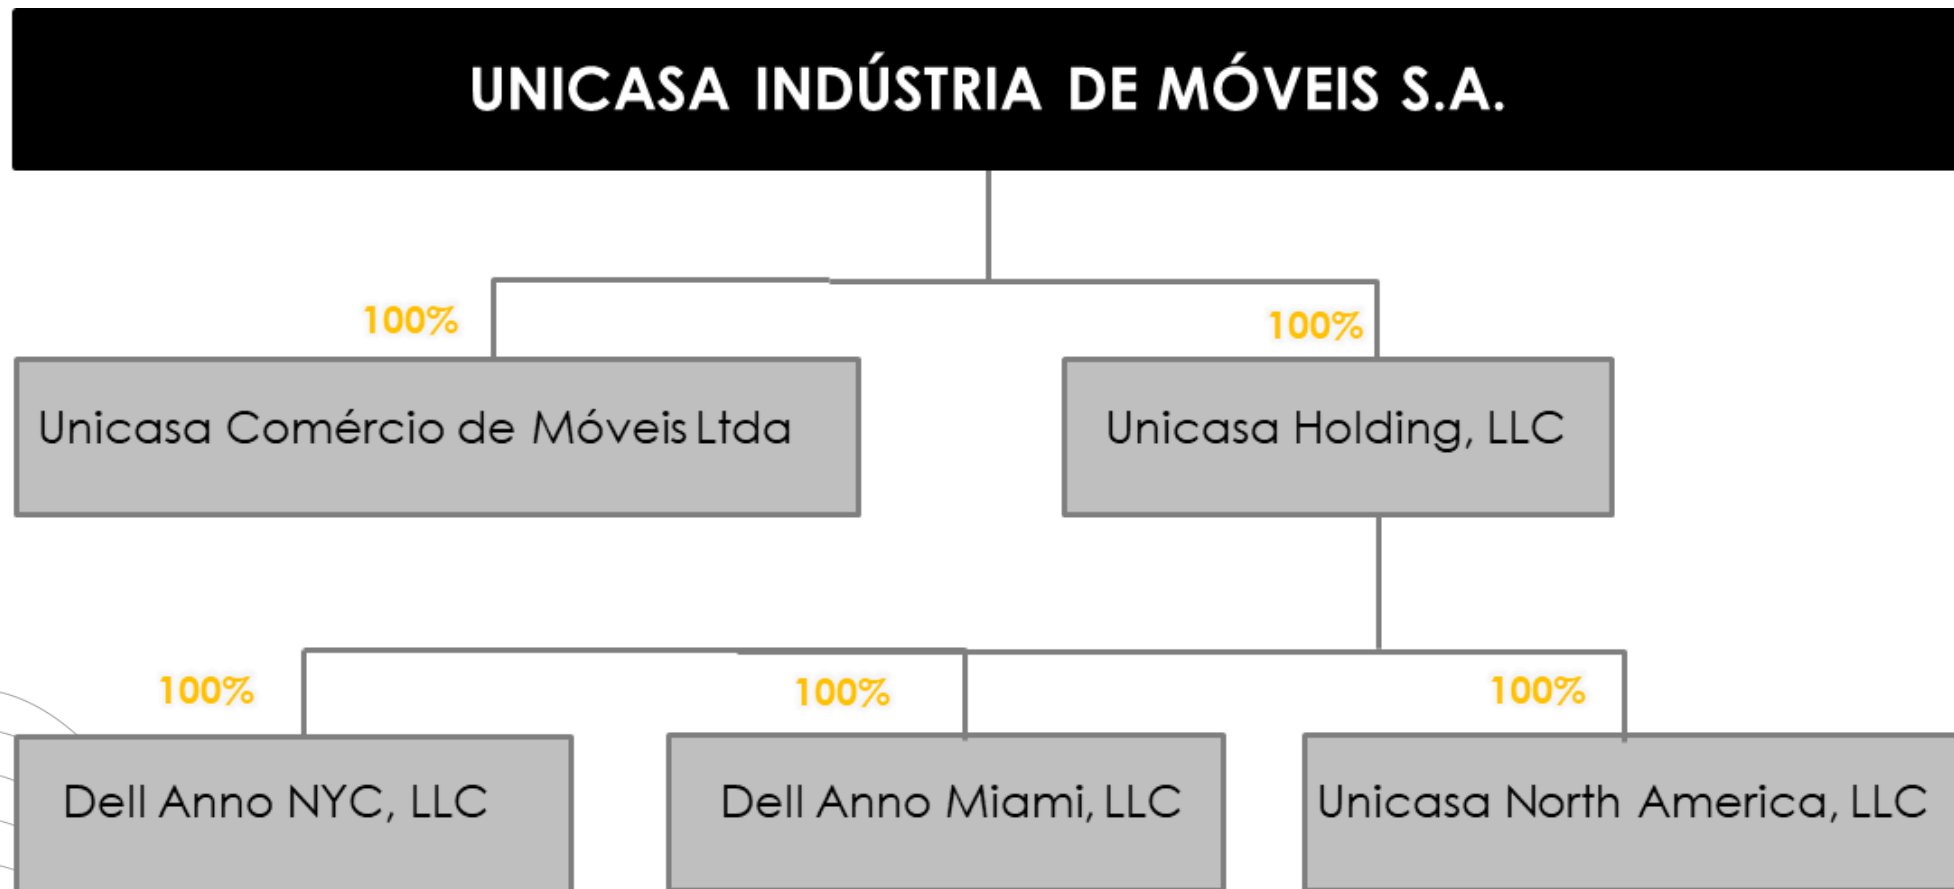 UNICASA INDÚSTRIA DE MÓVEIS S.A.
100%
100%
Unicasa Comércio de Móveis Ltda
Unicasa Holding, LLC
100%
100%
100%
Dell Anno NYC, LLC
Dell Anno Miami, LLC
Unicasa North America, LLC